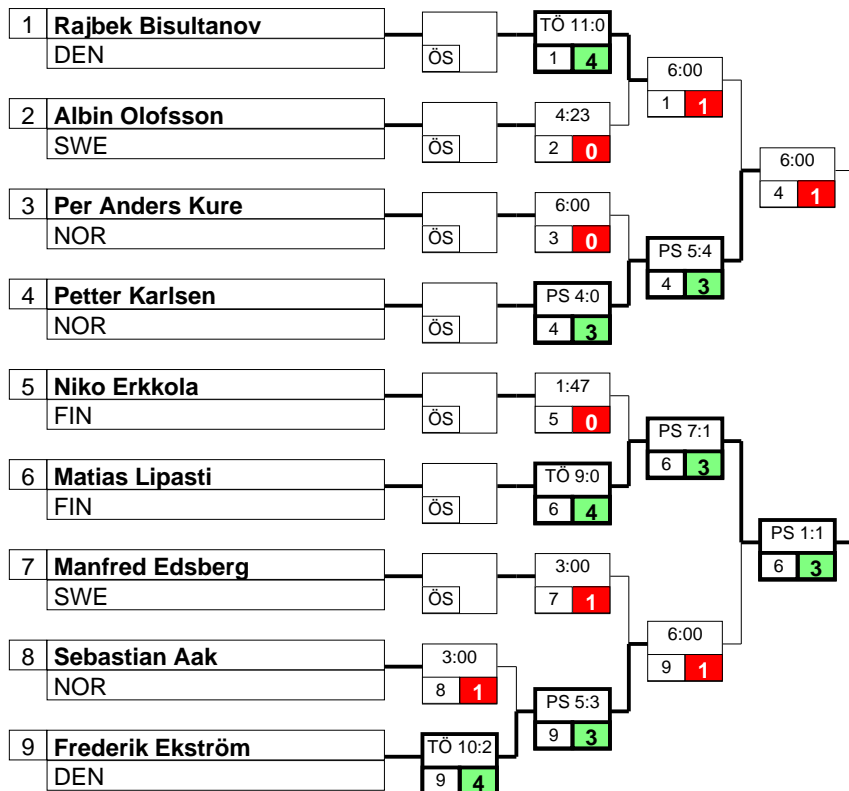 1 Rajbek Bisultanov
DEN
ÖS
TÖ 11:0
1 4
6:00
1 1
2 Albin Olofsson
SWE
ÖS
4:23
2 0
6:00
4 1
3 Per Anders Kure
NOR
ÖS
6:00
3 0
PS 5:4
4 3
4 Petter Karlsen
NOR
ÖS
PS 4:0
4 3
5 Niko Erkkola
FIN
ÖS
1:47
5 0
PS 7:1
6 3
6 Matias Lipasti
FIN
ÖS
TÖ 9:0
6 4
PS 1:1
6 3
7 Manfred Edsberg
SWE
ÖS
3:00
7 1
6:00
9 1
8 Sebastian Aak
NOR
3:00
8 1
PS 5:3
9 3
9 Frederik Ekström
DEN
TÖ 10:2
9 4